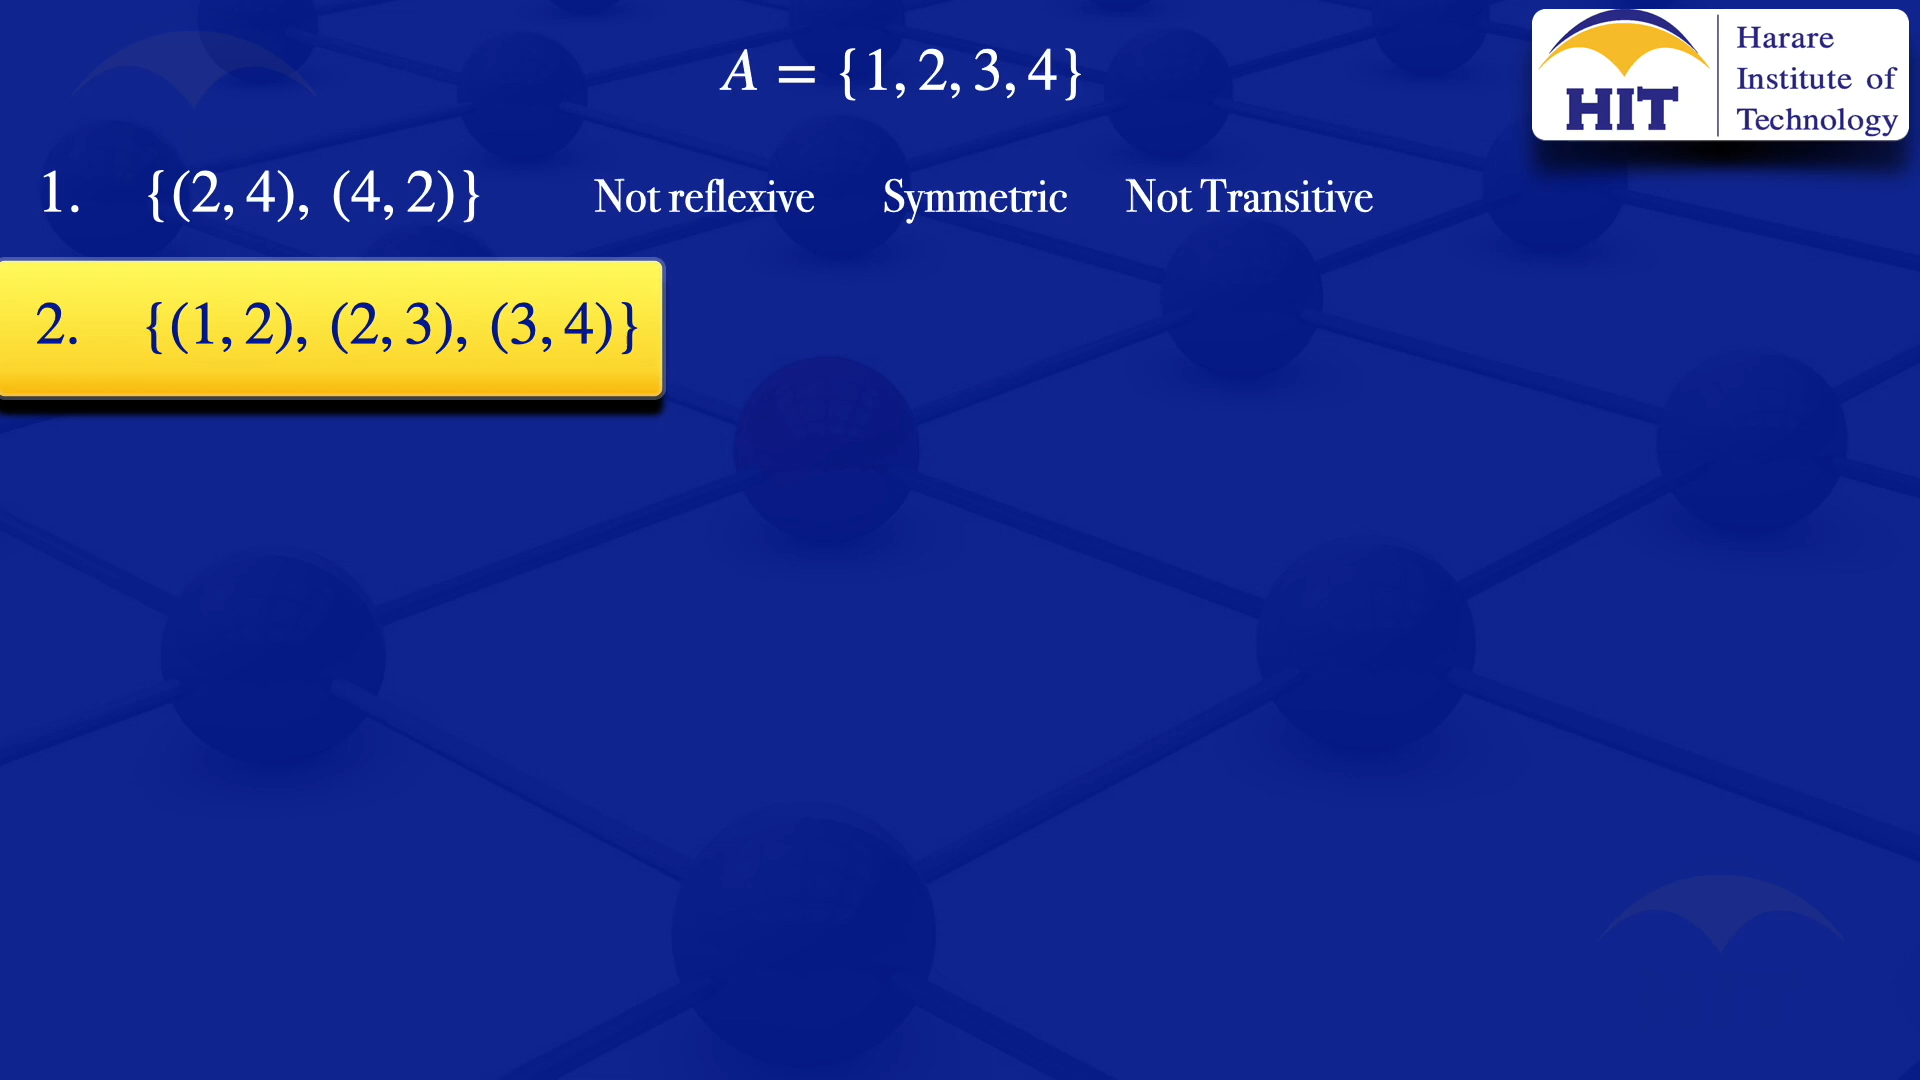 A = {1, 2, 3, 4}
HIT
Harare
Institute of
Technology
1. {(2, 4), (4, 2)} Not reflexive Symmetric Not Transitive
2. {(1, 2), (2, 3), (3, 4)}